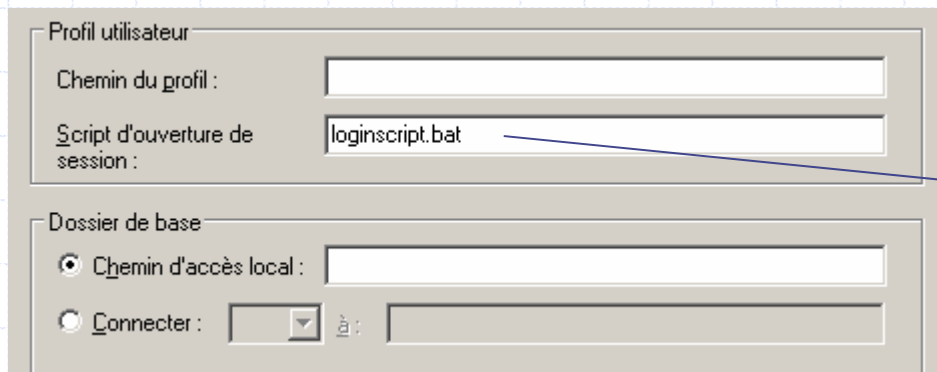 Profil utilisateur
Chemin du profil :
Script d'ouverture de session :
loginscript.bat
Dossier de base
Chemin d'accès local :
Connecter :
à :